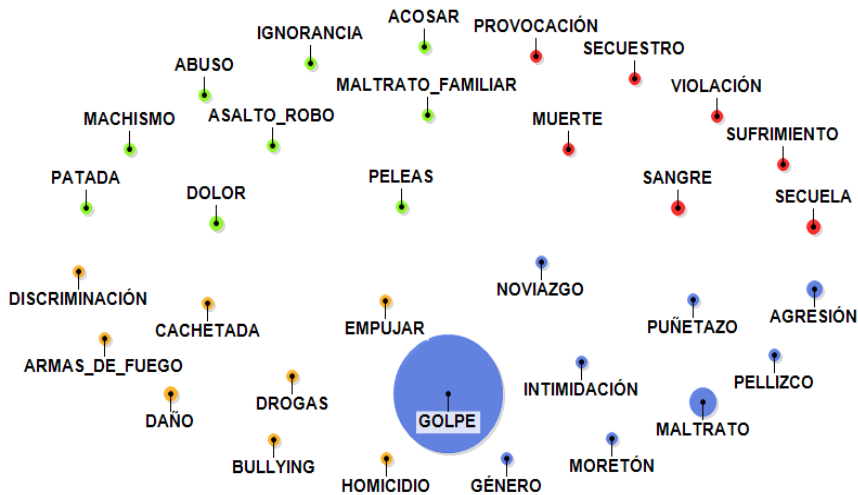 ACOSAR
PROVOCACIÓN
IGNORANCIA
SECUESTRO
ABUSO
MALTRATO_FAMILIAR
VIOLACIÓN
MACHISMO
ASALTO_ROBO
MUERTE
SUFRIMIENTO
PATADA
DOLOR
PELEAS
SANGRE
SECUELA
DISCRIMINACIÓN
NOVIAZGO
CACHETADA
EMPUJAR
PUÑETAZO
AGRESIÓN
ARMAS_DE_FUEGO
DROGAS
INTIMIDACIÓN
PELLIZCO
DAÑO
GOLPE
MALTRATO
BULLYING
HOMICIDIO
GÉNERO
MORETÓN